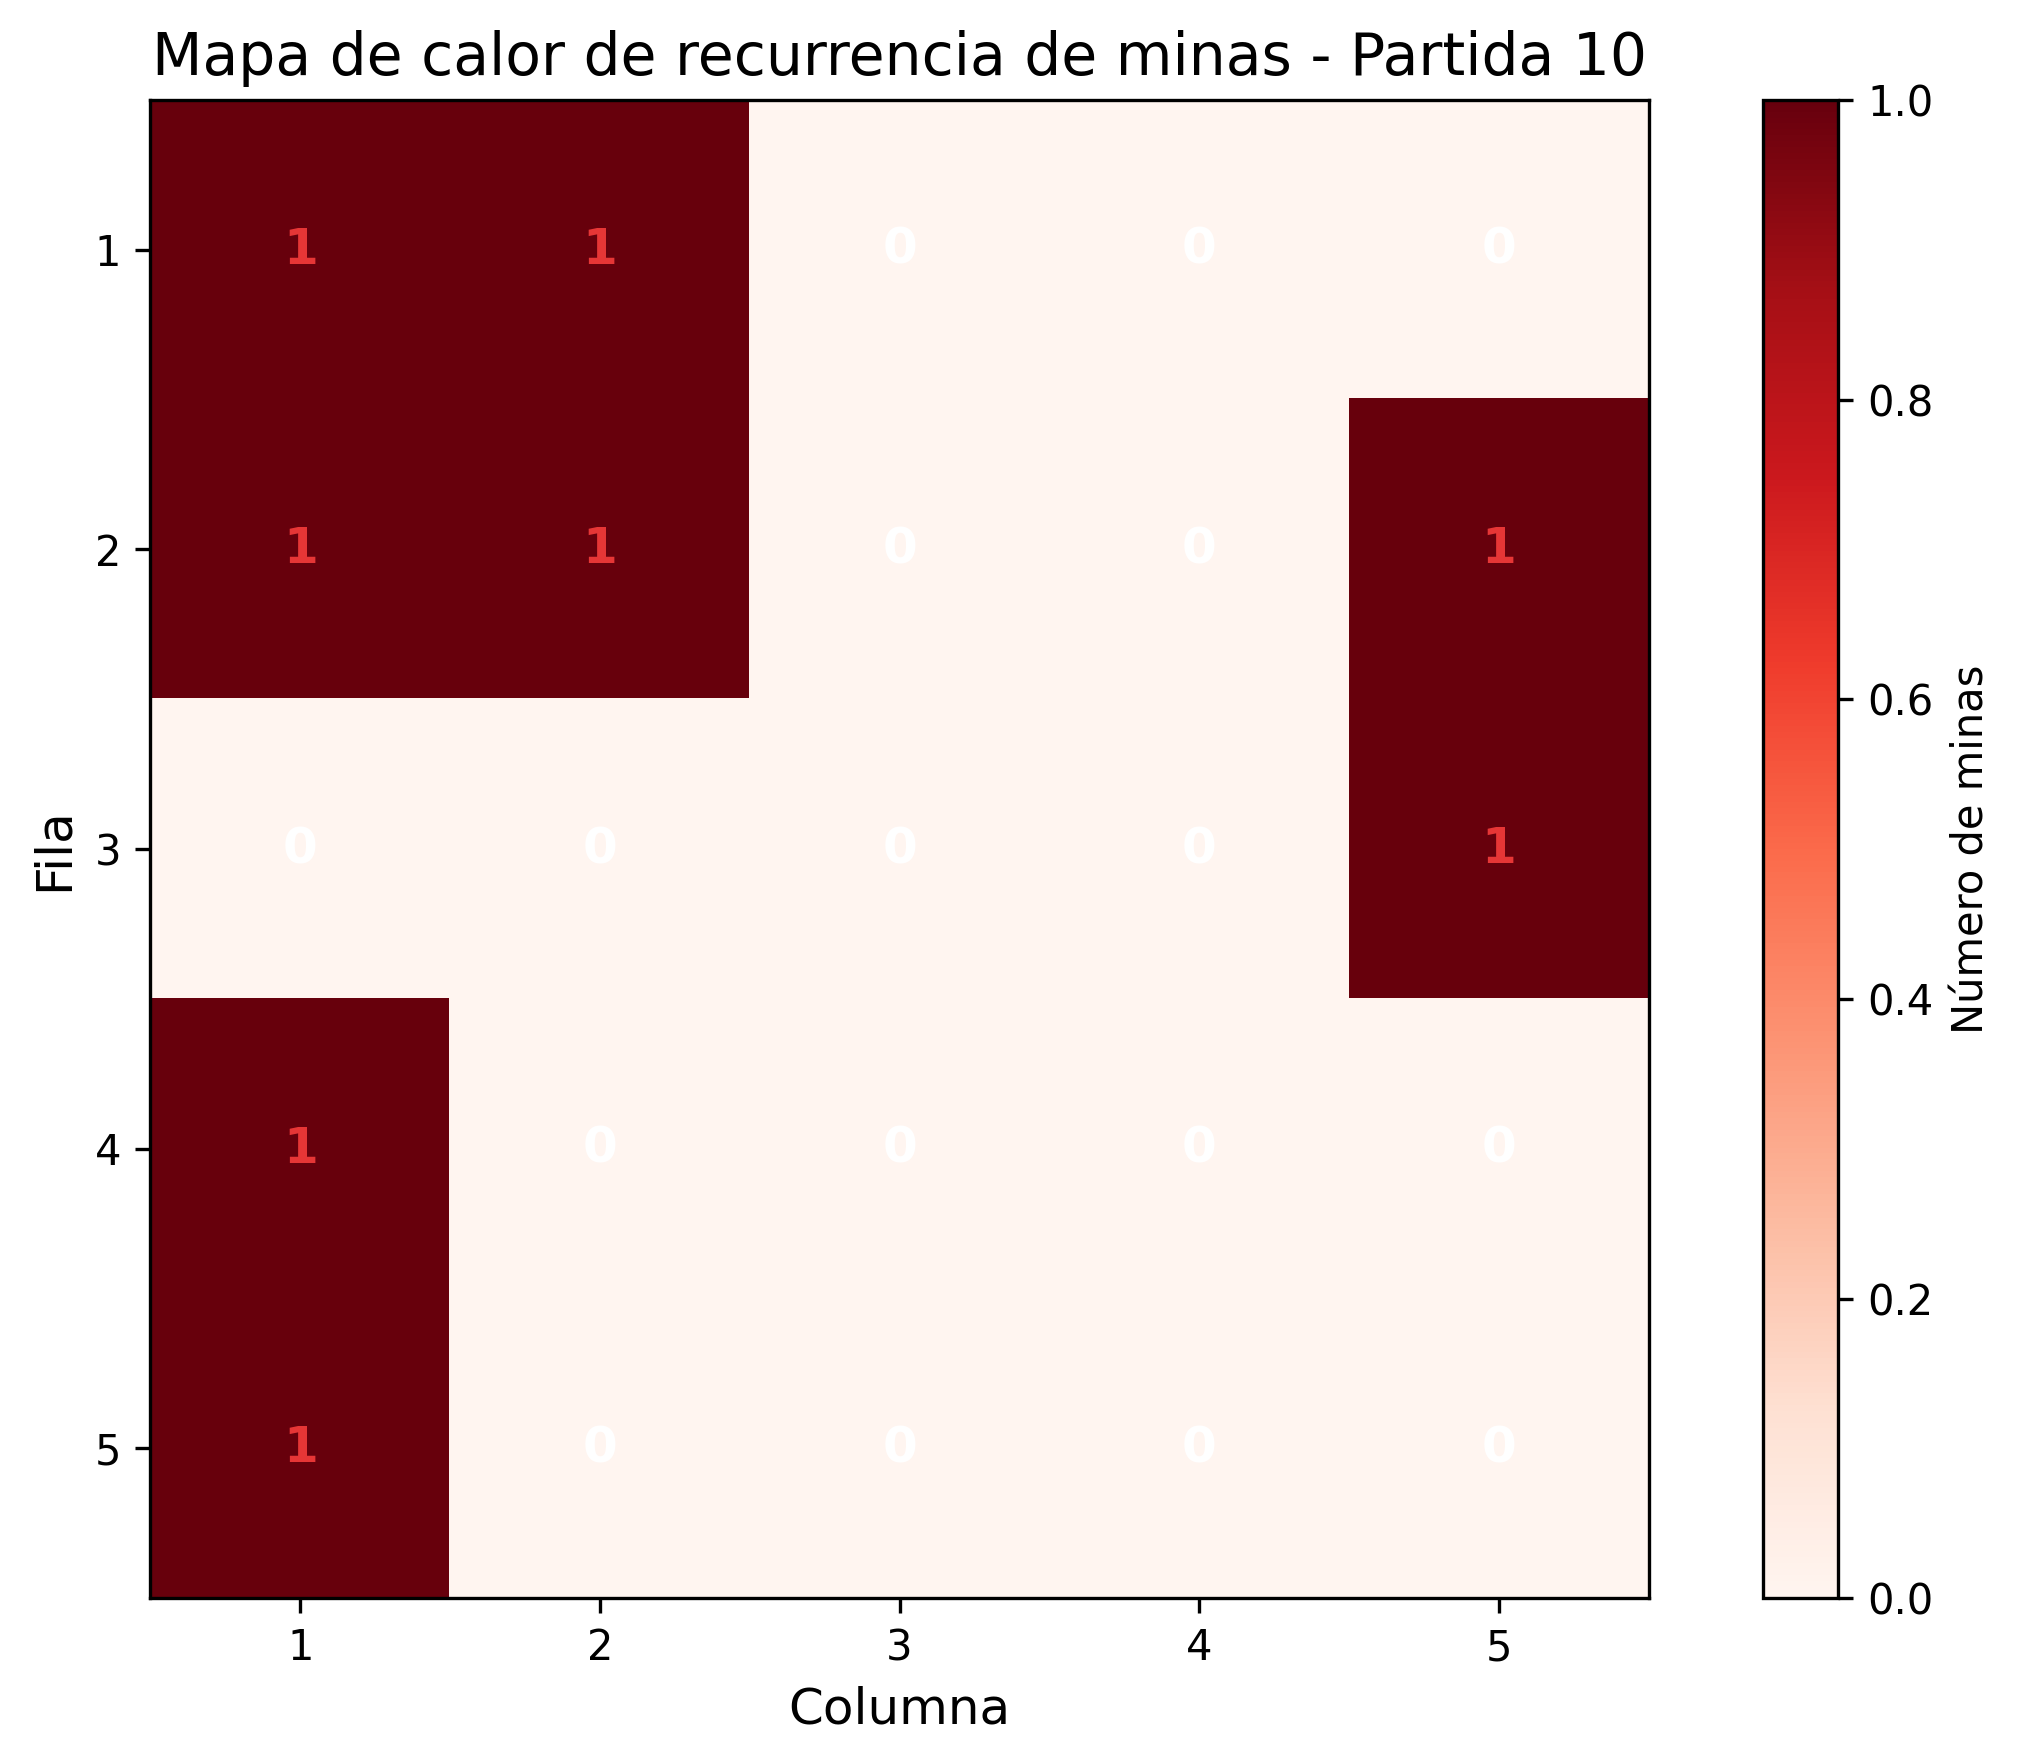 Mapa de calor de recurrencia de minas - Partida 10
1 1 1 0 0 0
2 1 1 0 0 1
3 0 0 0 0 1
4 1 0 0 0 0
5 1 0 0 0 0
1 2 3 4 5
Columna
Fila
1.0
0.8
0.6
0.4
0.2
0.0
Número de minas